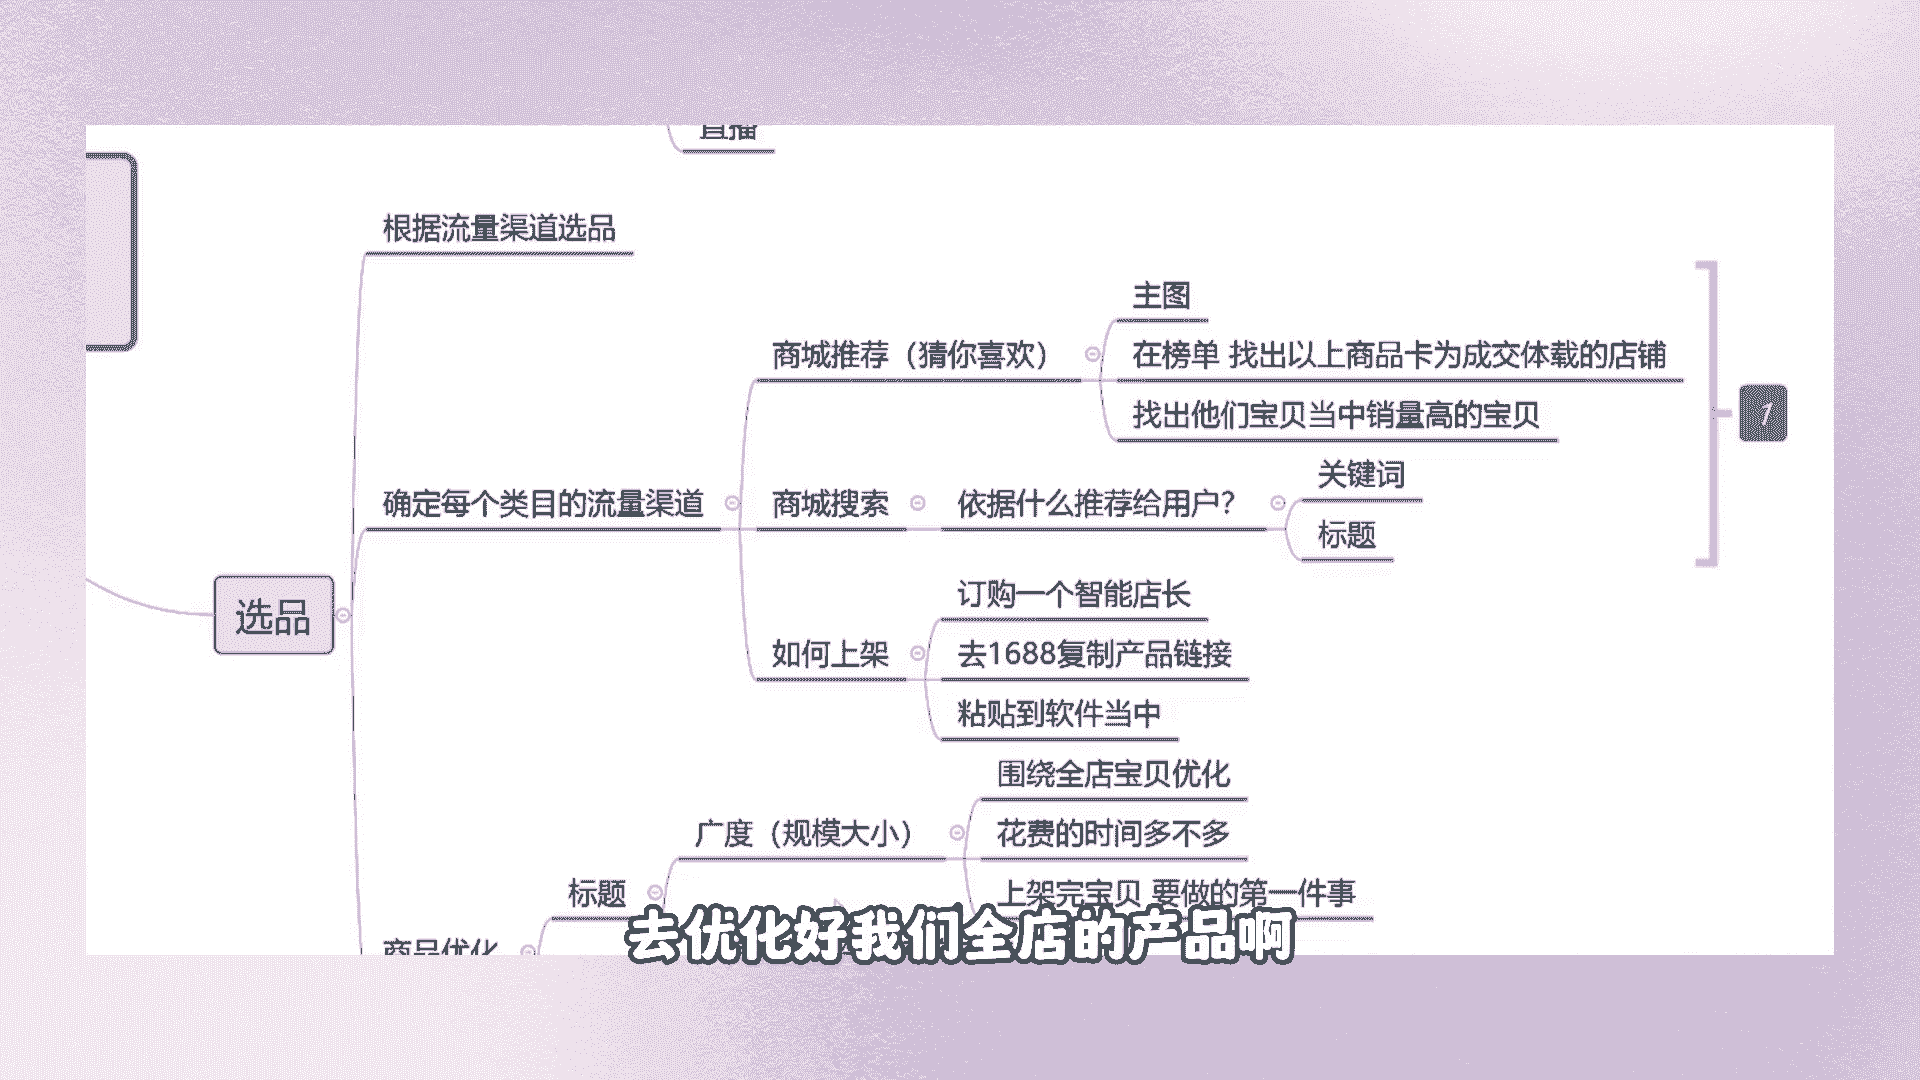 直播
根据流量渠道选品
主图
商城推荐（猜你喜欢）
在榜单 找出以上商品卡为成交体载的店铺
找出他们宝贝当中销量高的宝贝
1
关键词
确定每个类目的流量渠道
商城搜索
依据什么推荐给用户？
标题
订购一个智能店长
选品
如何上架
去1688复制产品链接
粘贴到软件当中
围绕全店宝贝优化
广度（规模大小）
花费的时间多不多
标题
上架完宝贝 要做的第一件事
商品优化
去优化好我们全店的产品啊